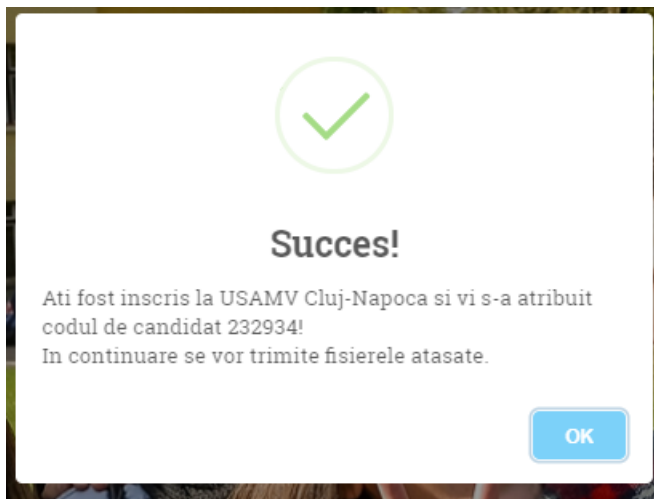 Succes!
Ati fost inscris la USAMV Cluj-Napoca si vi s-a atribuit
codul de candidat 232934!
In continuare se vor trimite fisierele atasate.
OK